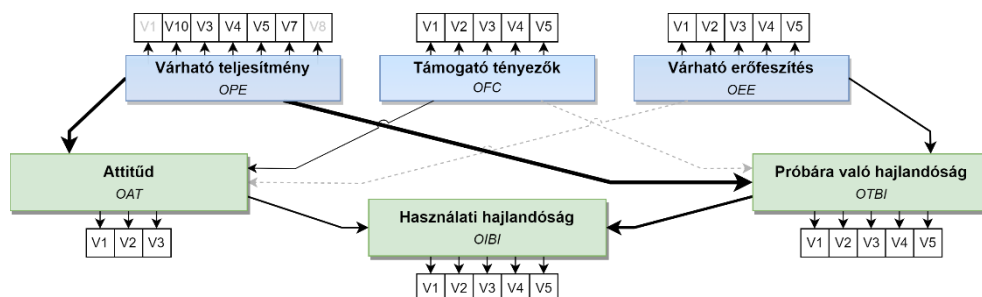 V1 V10 V3 V4 V5 V7 V8
V1 V2 V3 V4 V5
V1 V2 V3 V4 V5
Várható teljesítmény
OPE
Támogató tényezők
OFC
Várható erőfeszítés
OEE
Attitűd
OAT
Próbára való hajlandóság
OTBI
Használati hajlandóság
OIBI
V1 V2 V3
V1 V2 V3 V4 V5
V1 V2 V3 V4 V5